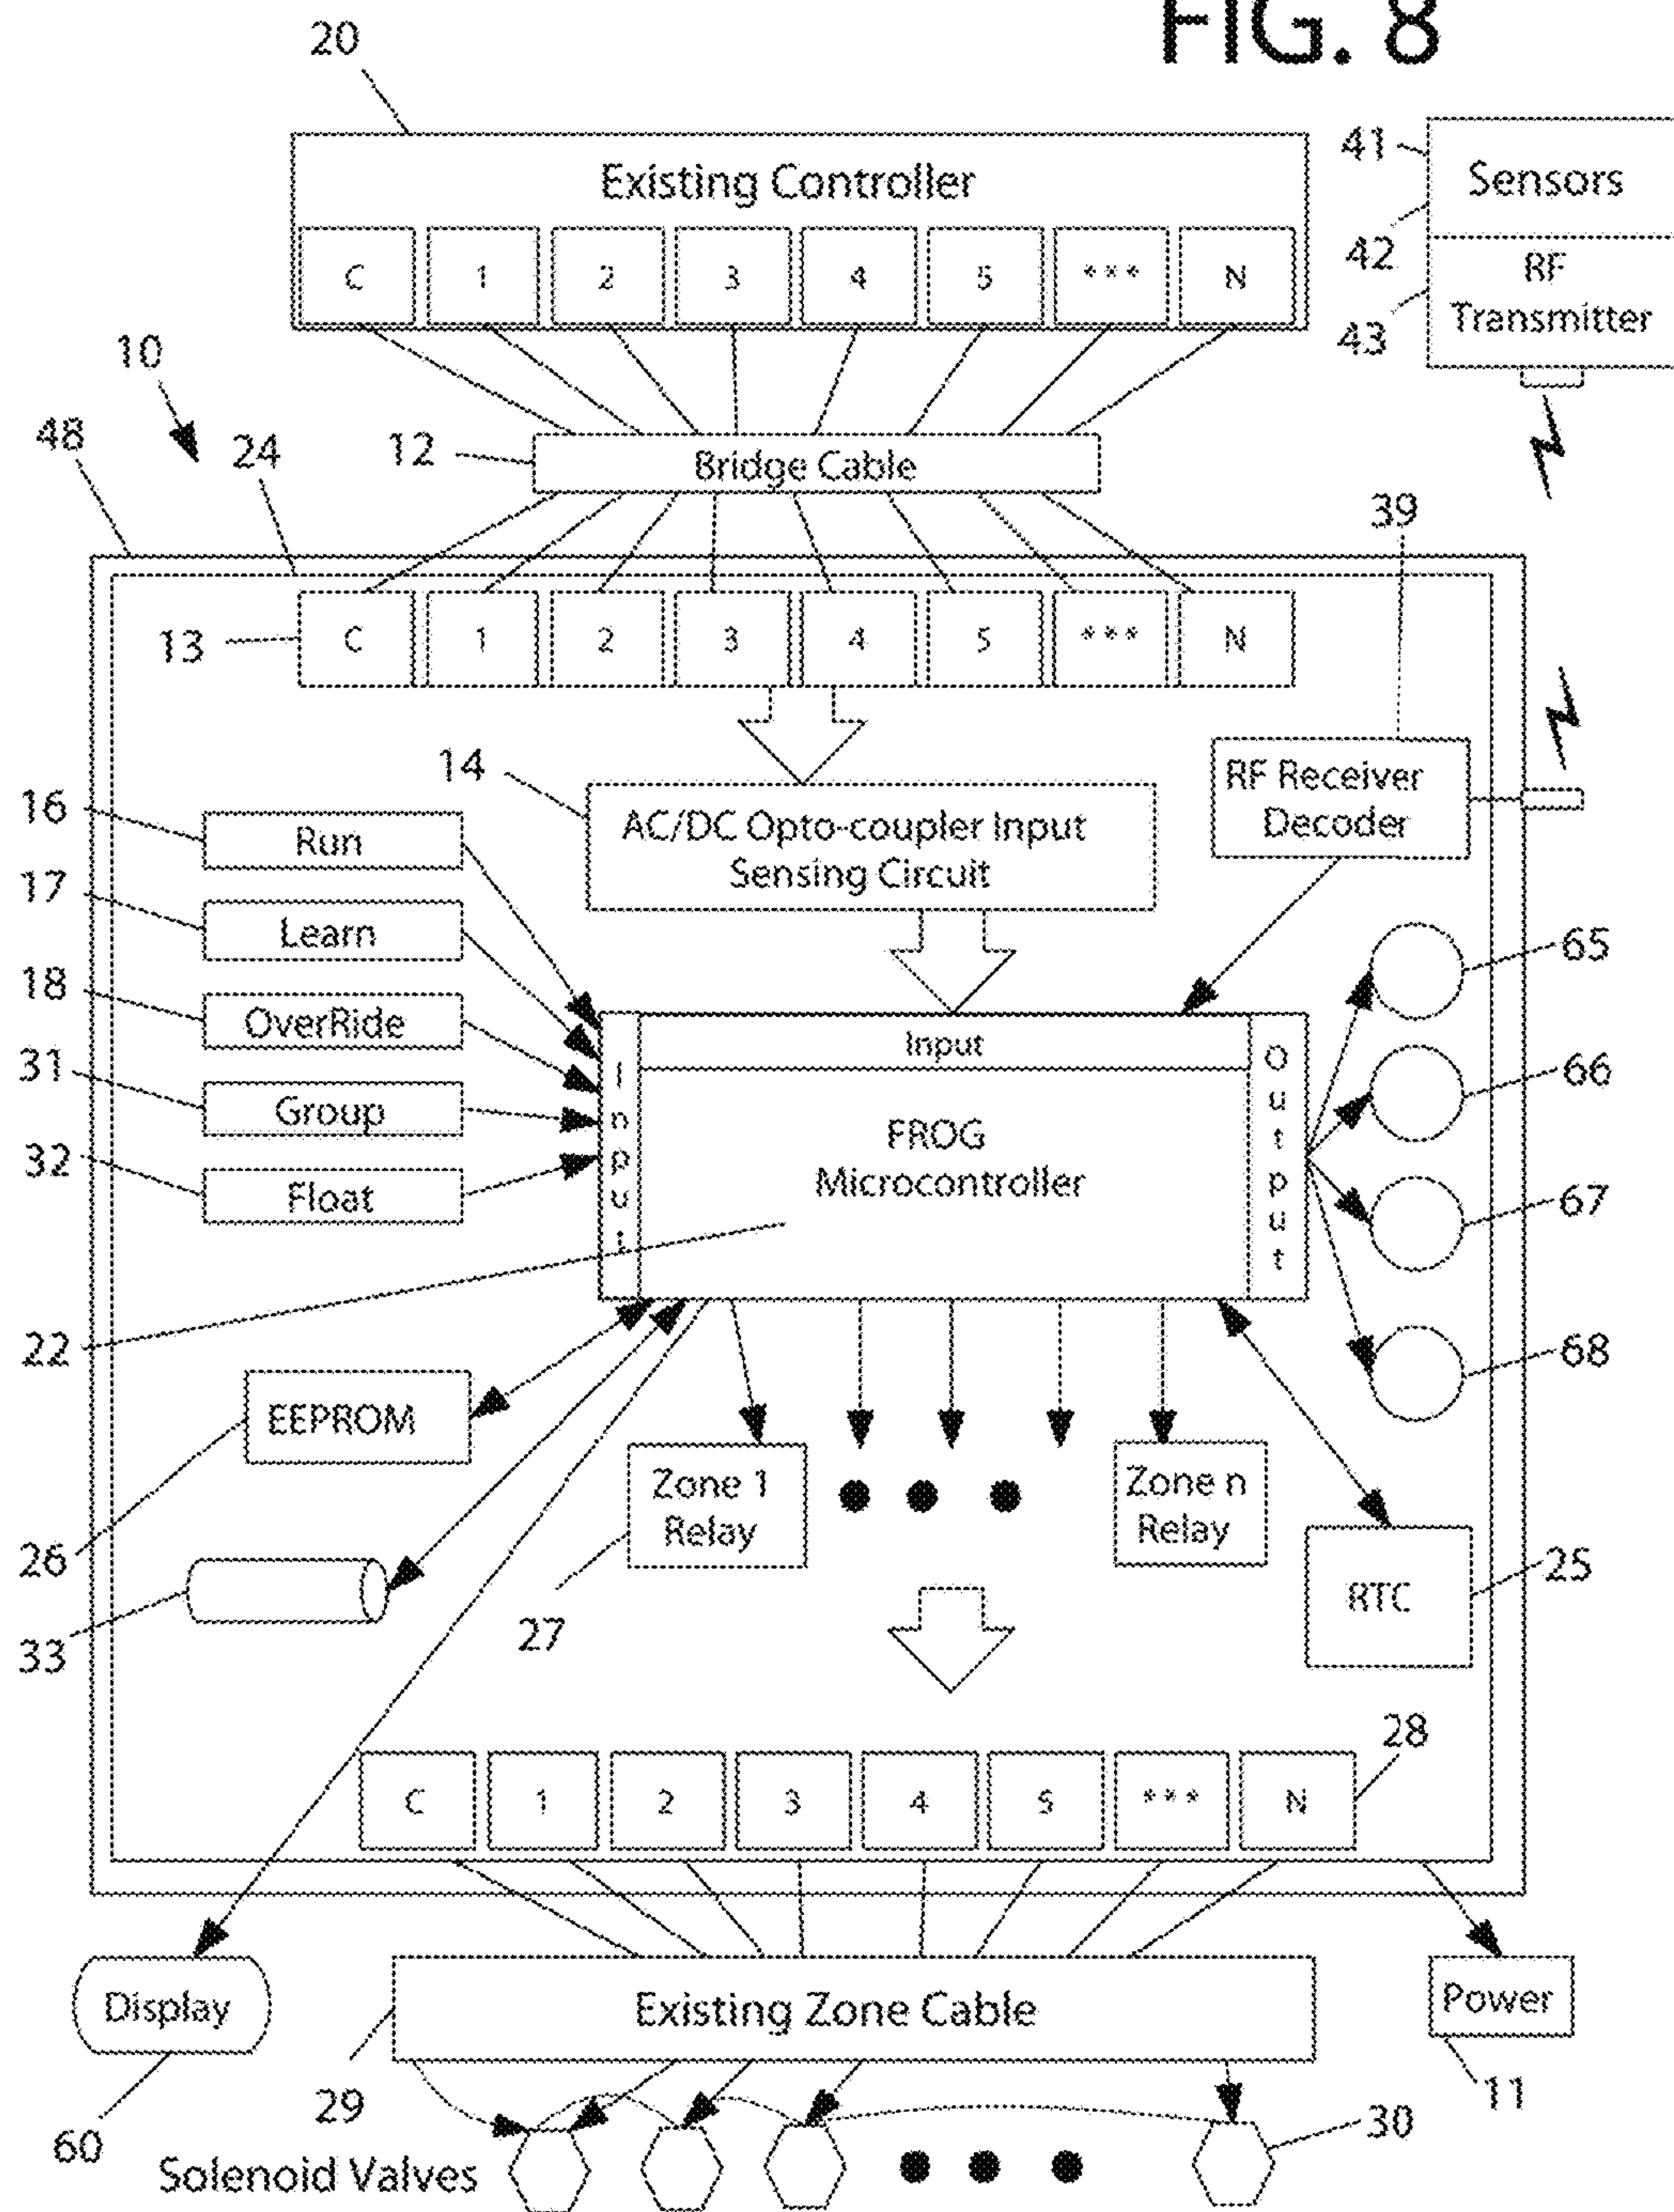 FIG. 8
20
Existing Controller
C 1 2 3 4 5 *** N
41
Sensors
42
RF
Transmitter
43
10
48
24
12
Bridge Cable
39
13
C 1 2 3 4 5 *** N
14
AC/DC Opto-coupler Input
Sensing Circuit
RF Receiver
Decoder
16
Run
17
Learn
18
OverRide
31
Group
32
Float
Input
Input
FROG
Microcontroller
Output
65
66
67
68
22
EEPROM
26
33
Zone 1
Relay
27
Zone n
Relay
RTC
25
28
C 1 2 3 4 5 *** N
Display
60
Existing Zone Cable
29
Power
11
Solenoid Valves
30